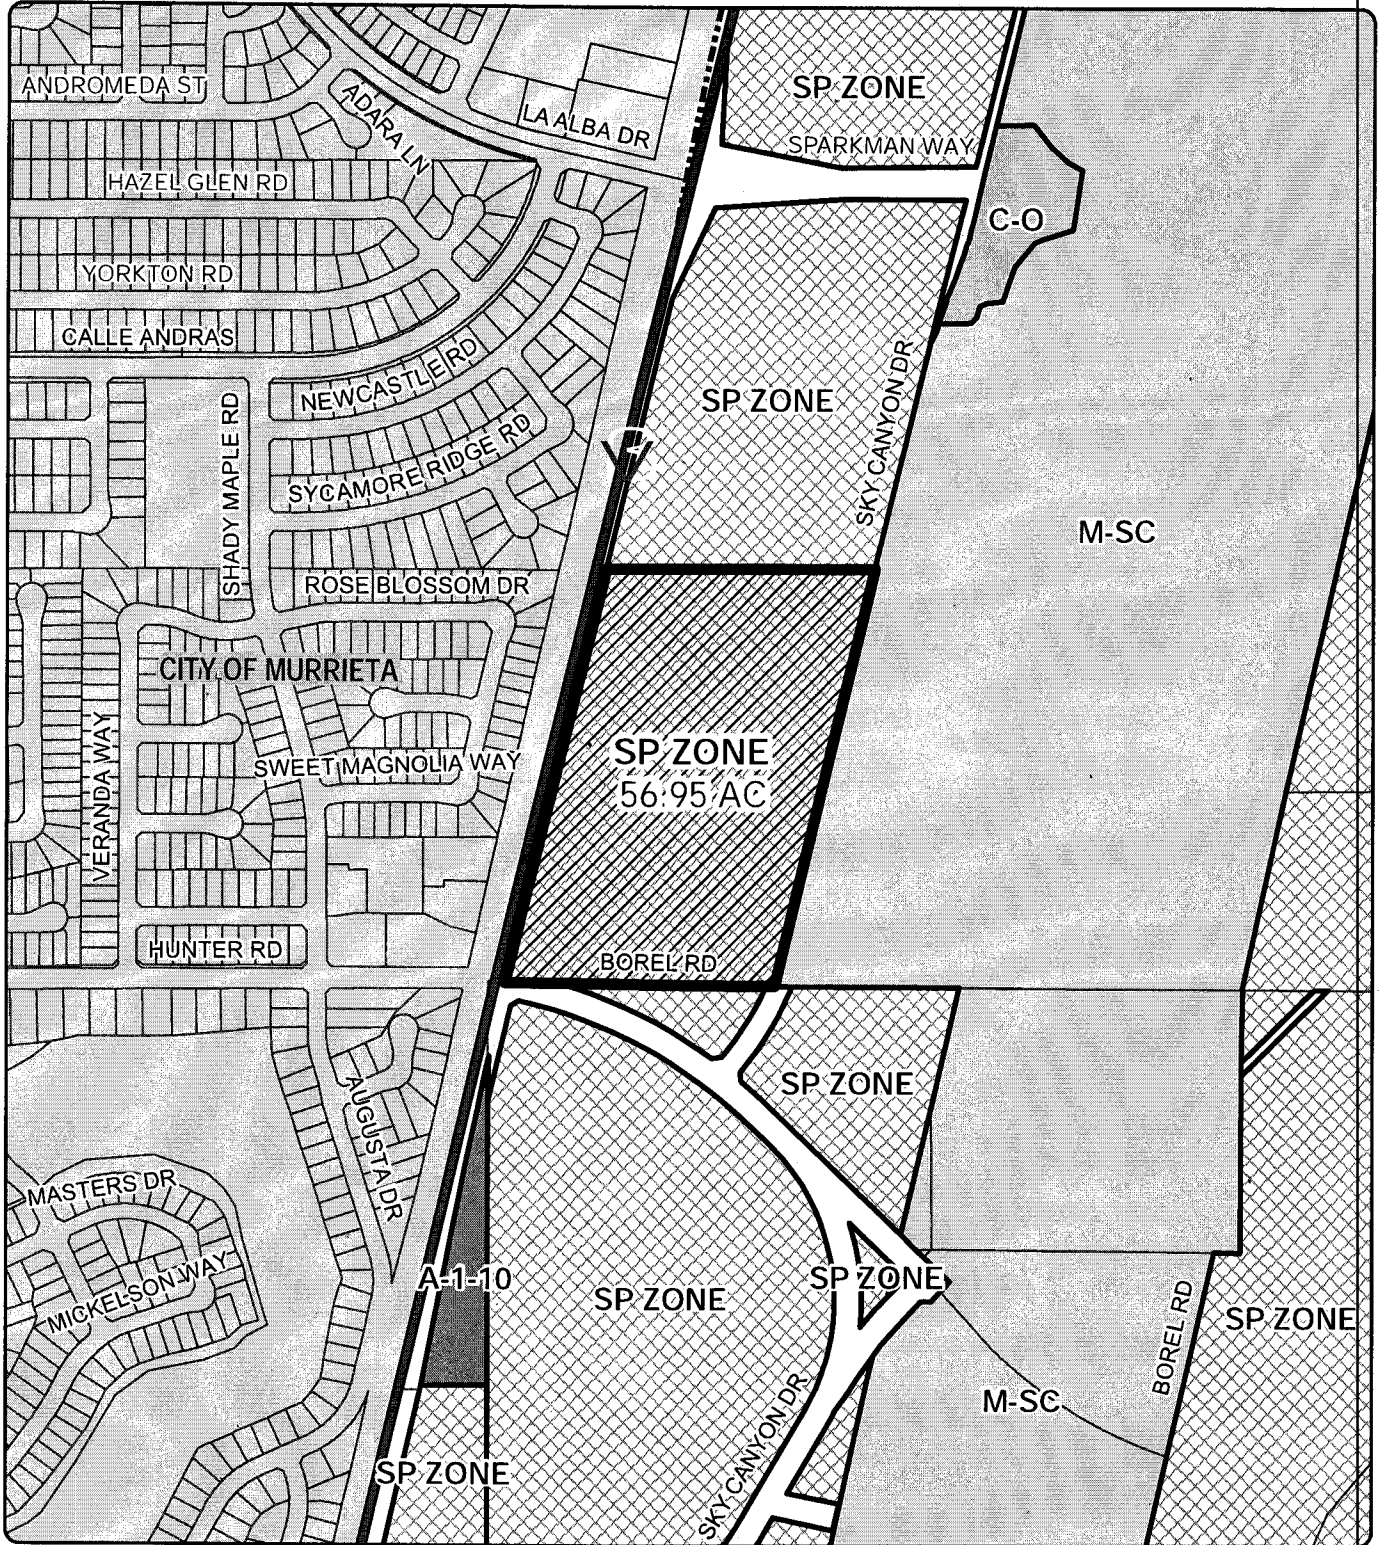 SP ZONE
ANDROMEDA ST
ADARA LN
LA ALBA DR
SPARKMAN WAY
HAZEL GLEN RD
C-O
YORKTON RD
CALLE ANDRAS
NEWCASTLE RD
SKY CANYON DR
SP ZONE
SHADY MAPLE RD
SYCAMORE RIDGE RD
M-SC
ROSE BLOSSOM DR
CITY OF MURRIETA
VERANDA WAY
SWEET MAGNOLIA WAY
SP ZONE
56.95 AC
HUNTER RD
BOREL RD
SP ZONE
AUGUSTA DR
MASTERS DR
MICKELSON WAY
A-1-10
SP ZONE
SP ZONE
BOREL RD
SP ZONE
M-SC
SKY CANYON DR
SP ZONE